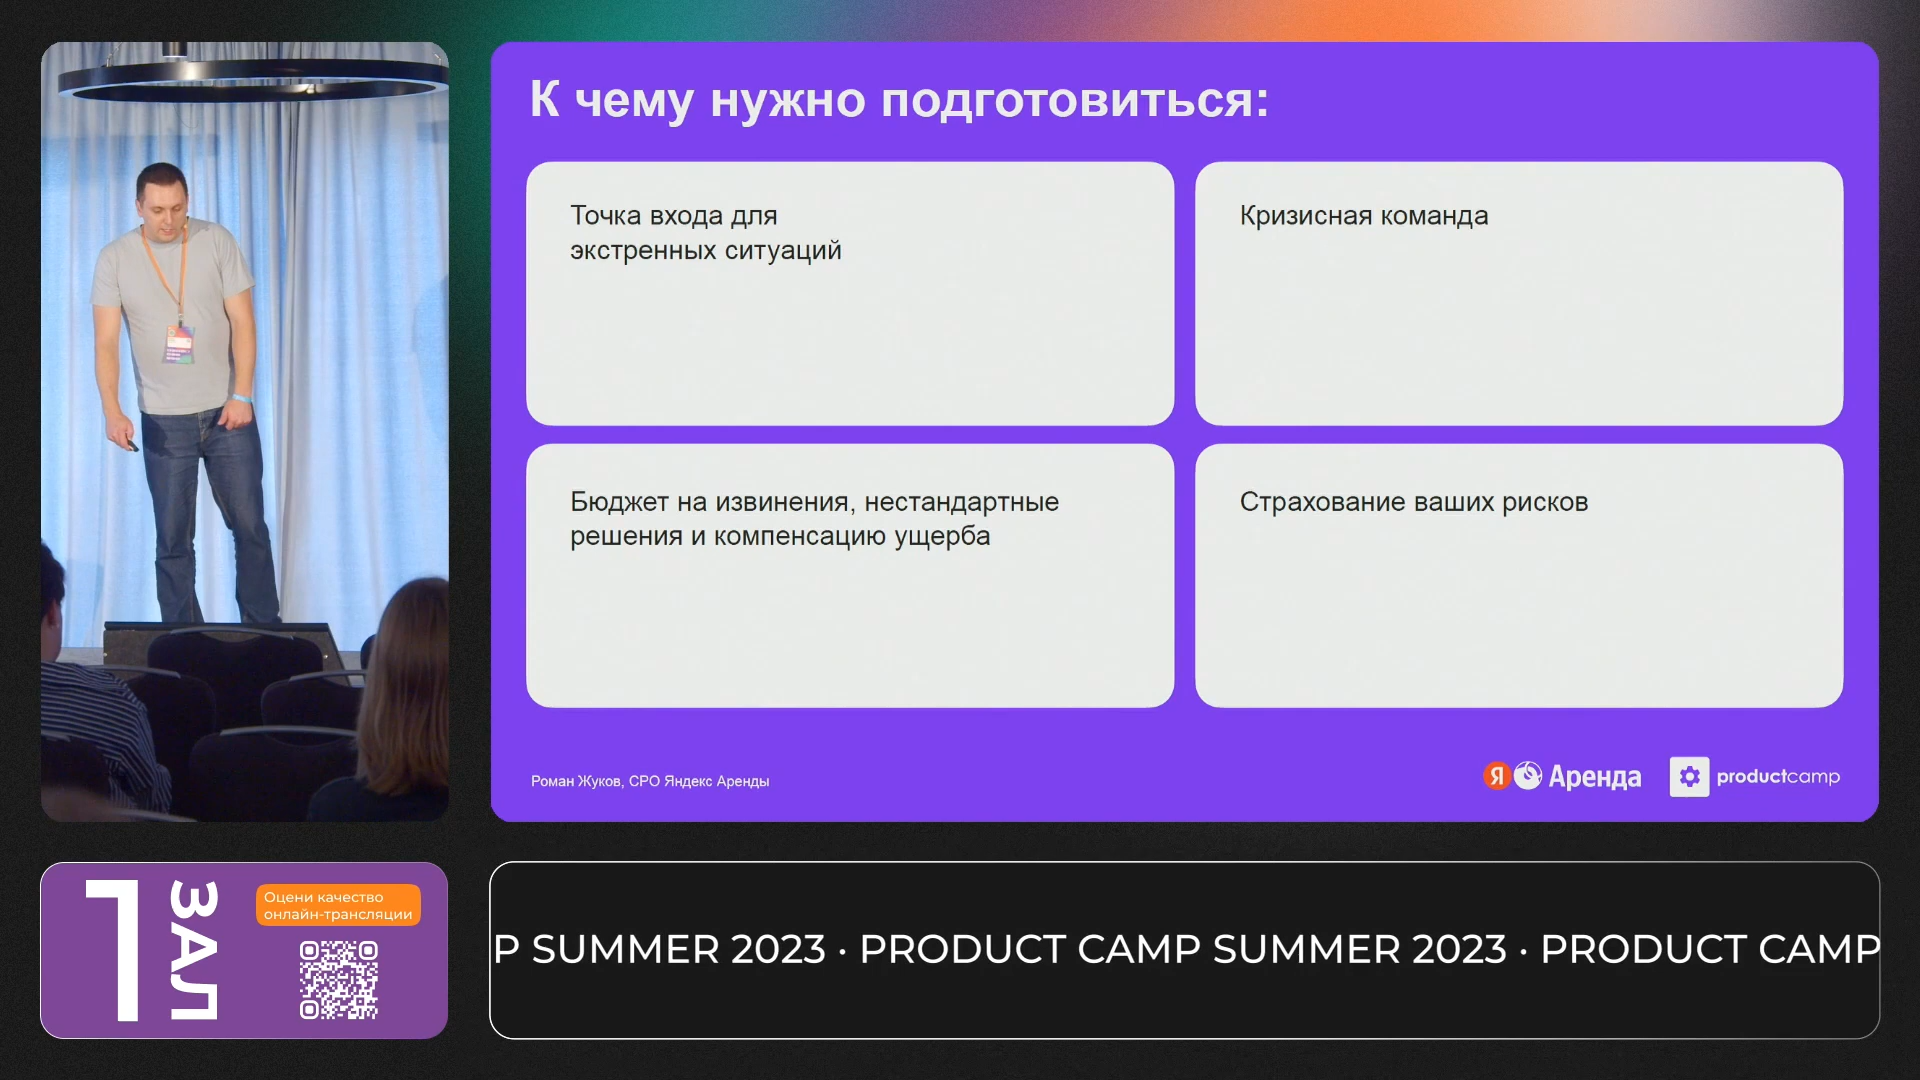 К чему нужно подготовиться:
Точка входа для
экстренных ситуаций
Кризисная команда
Бюджет на извинения, нестандартные
решения и компенсацию ущерба
Страхование ваших рисков
Роман Жуков, CPO Яндекс Аренды
Я Аренда
productcamp
1 ЗАЛ
Оцени качество
онлайн-трансляции
P SUMMER 2023 · PRODUCT CAMP SUMMER 2023 · PRODUCT CAMP